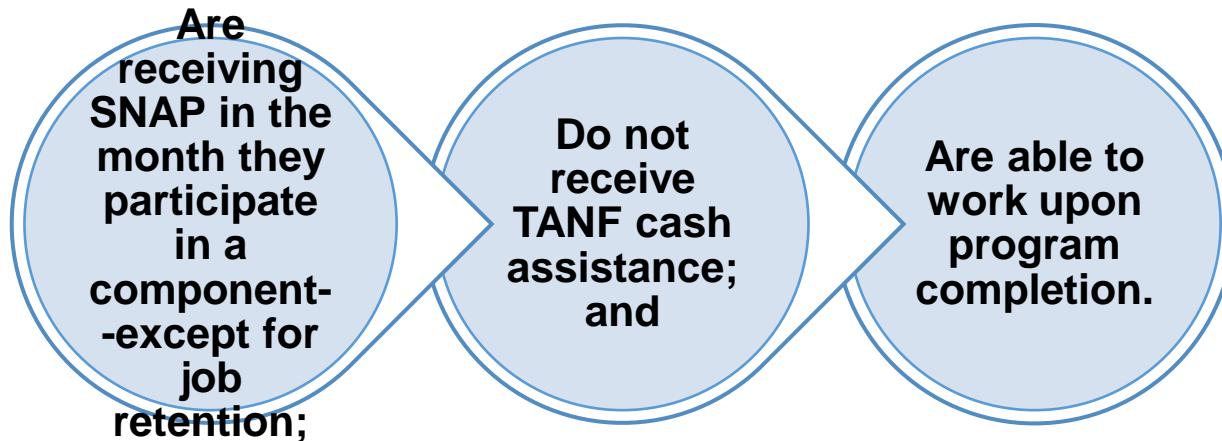 Are
receiving
SNAP in the
month they
participate
in a
component-
-except for
job
retention;
Do not
receive
TANF cash
assistance;
and
Are able to
work upon
program
completion.